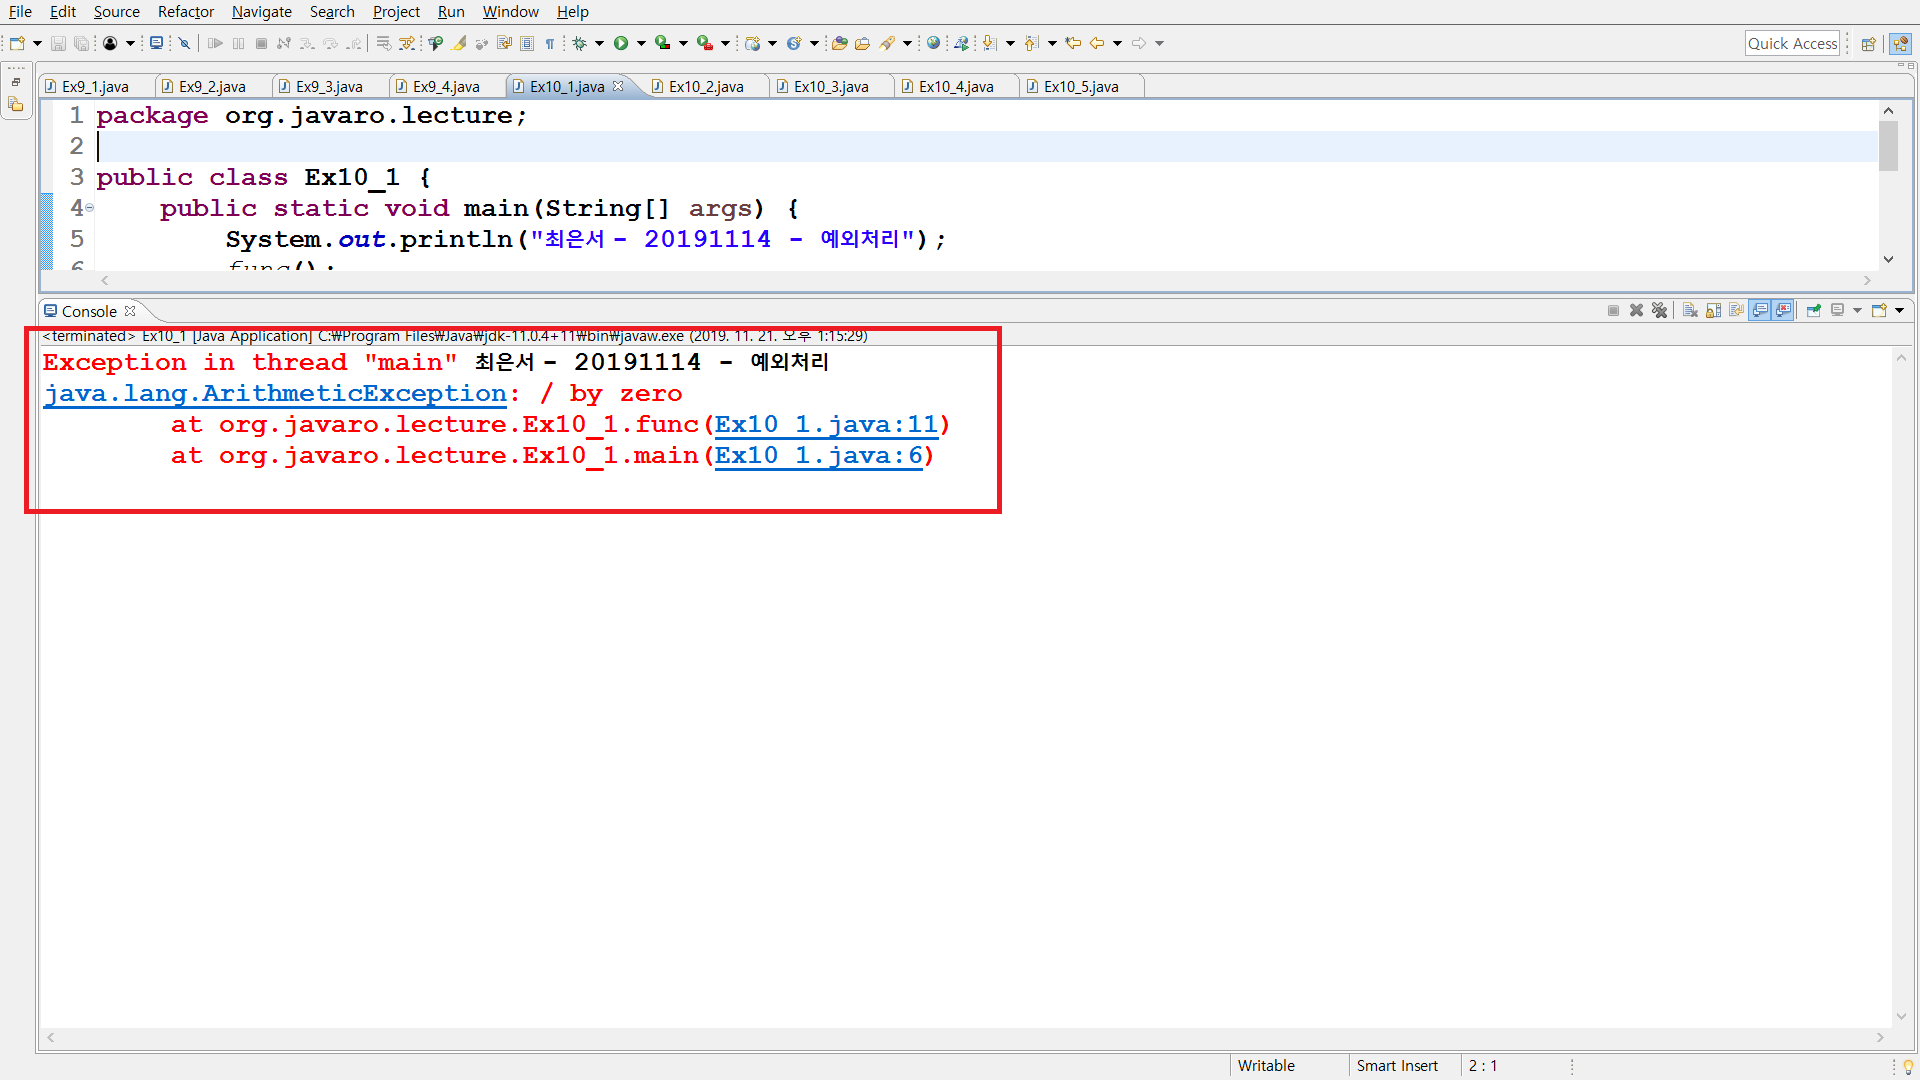 File Edit Source Refactor Navigate Search Project Run Window Help
Quick Access
Ex9_1.java Ex9_2.java Ex9_3.java Ex9_4.java Ex10_1.java Ex10_2.java Ex10_3.java Ex10_4.java Ex10_5.java
1 package org.javaro.lecture;
2
3 public class Ex10_1 {
4 public static void main(String[] args) {
5 System.out.println("최은서 - 20191114 - 예외처리");
6 func();
Console
<terminated> Ex10_1 [Java Application] C:₩Program Files₩Java₩jdk-11.0.4+11₩bin₩javaw.exe (2019. 11. 21. 오후 1:15:29)
Exception in thread "main" 최은서 - 20191114 - 예외처리
java.lang.ArithmeticException: / by zero
at org.javaro.lecture.Ex10_1.func(Ex10_1.java:11)
at org.javaro.lecture.Ex10_1.main(Ex10_1.java:6)
Writable Smart Insert 2 : 1